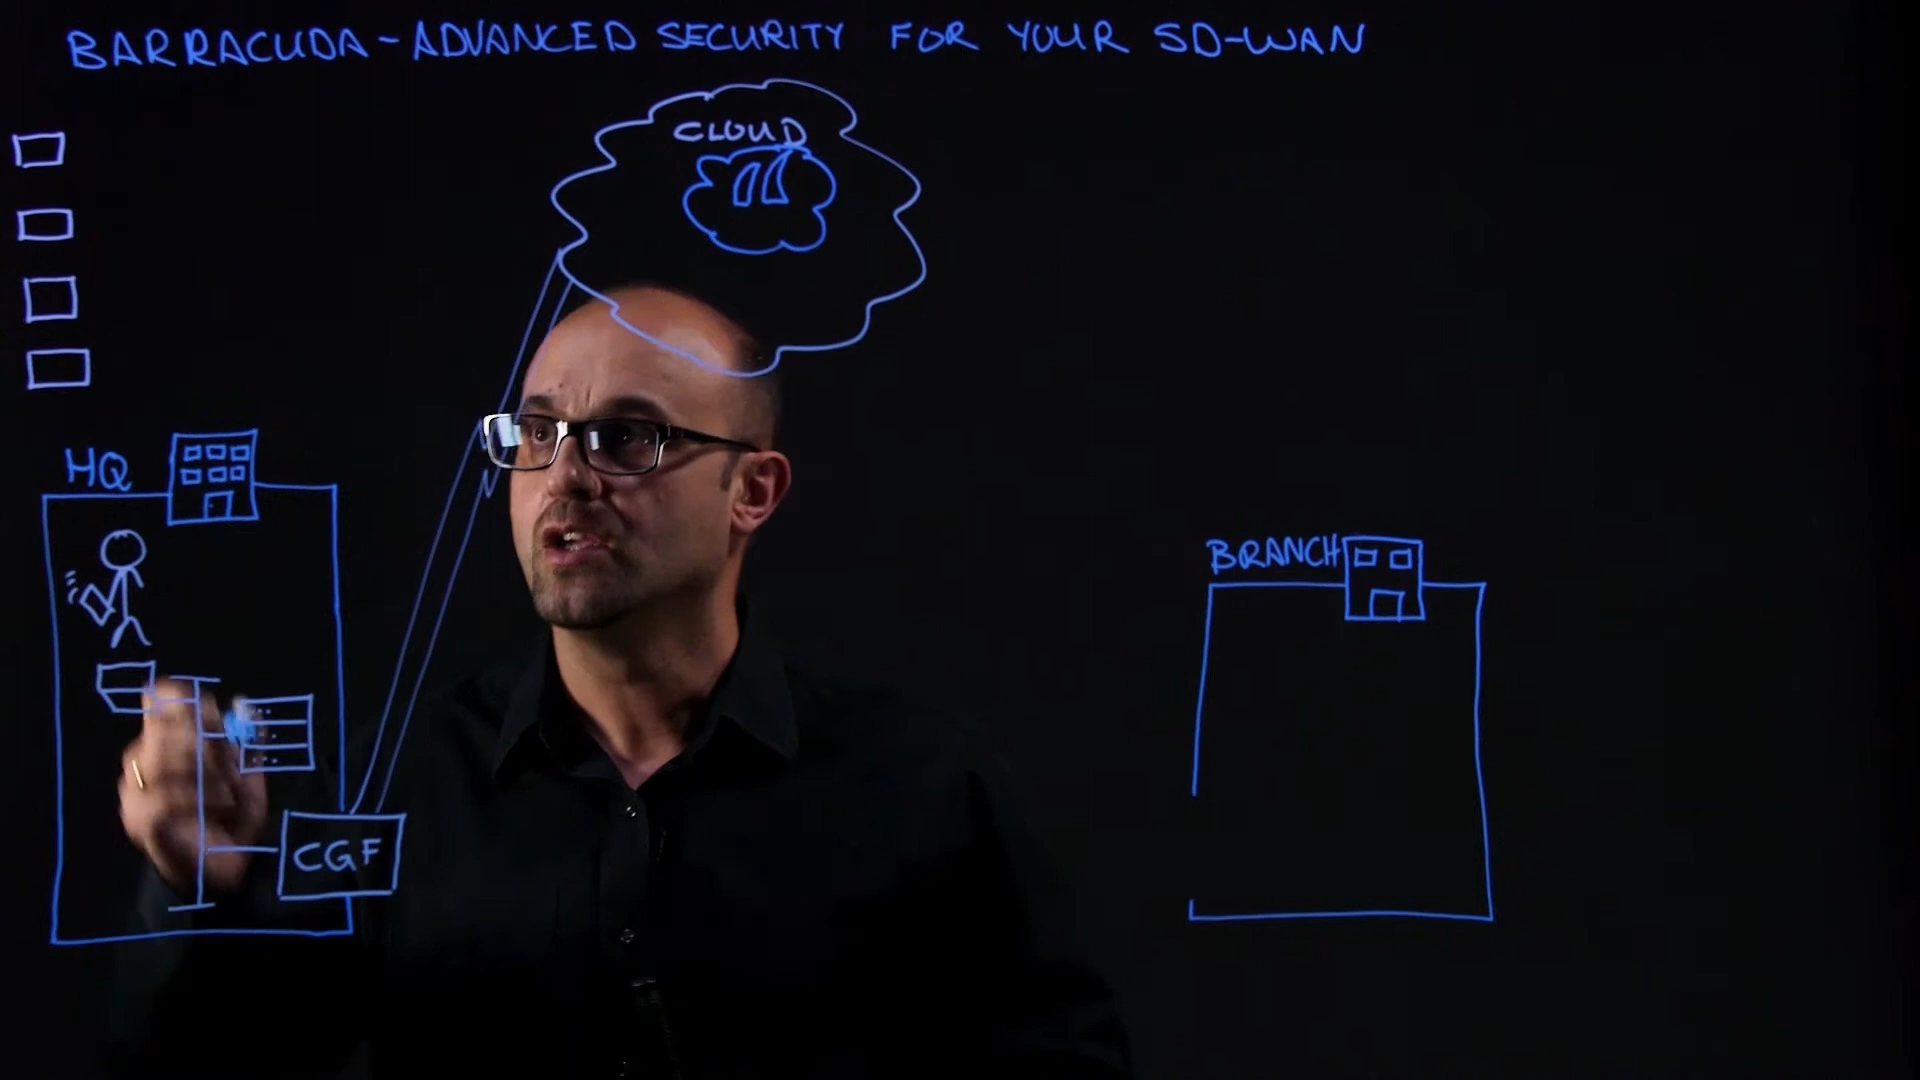 BARRACUDA - ADVANCED SECURITY FOR YOUR SD-WAN
CLOUD
HQ
BRANCH
CGF